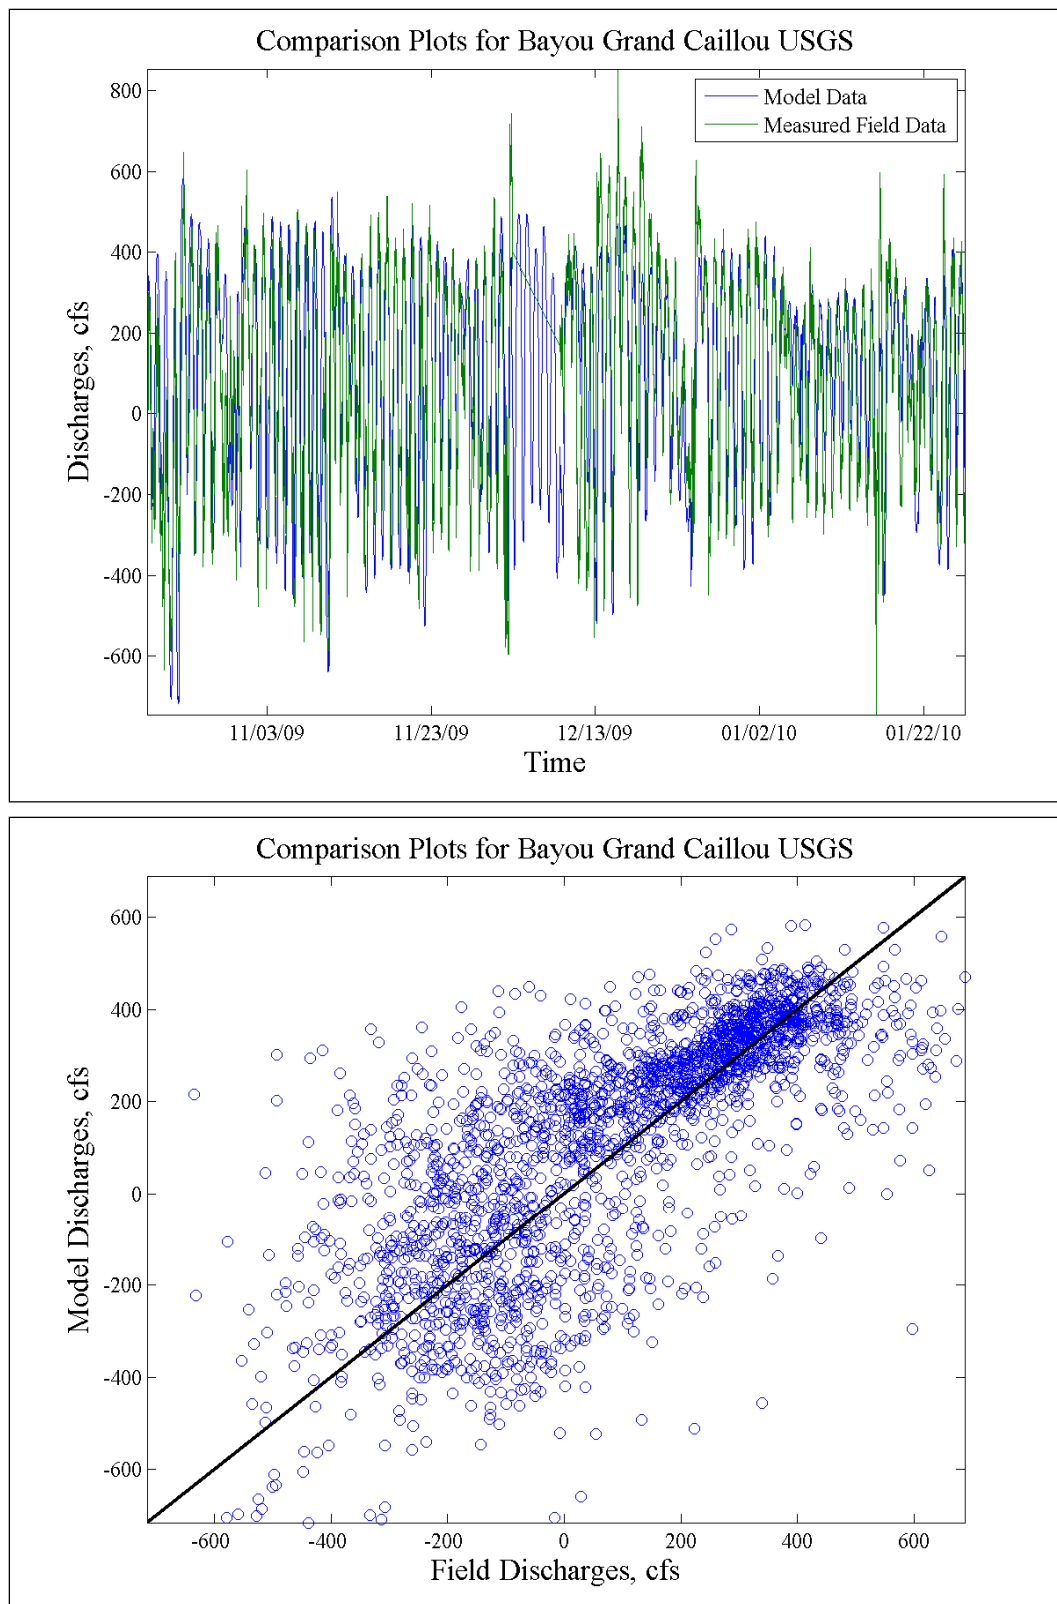 Comparison Plots for Bayou Grand Caillou USGS
Model Data
Measured Field Data
800
600
400
200
0
-200
-400
-600
Discharges, cfs
11/03/09 11/23/09 12/13/09 01/02/10 01/22/10
Time
Comparison Plots for Bayou Grand Caillou USGS
600
400
200
0
-200
-400
-600
Model Discharges, cfs
-600 -400 -200 0 200 400 600
Field Discharges, cfs